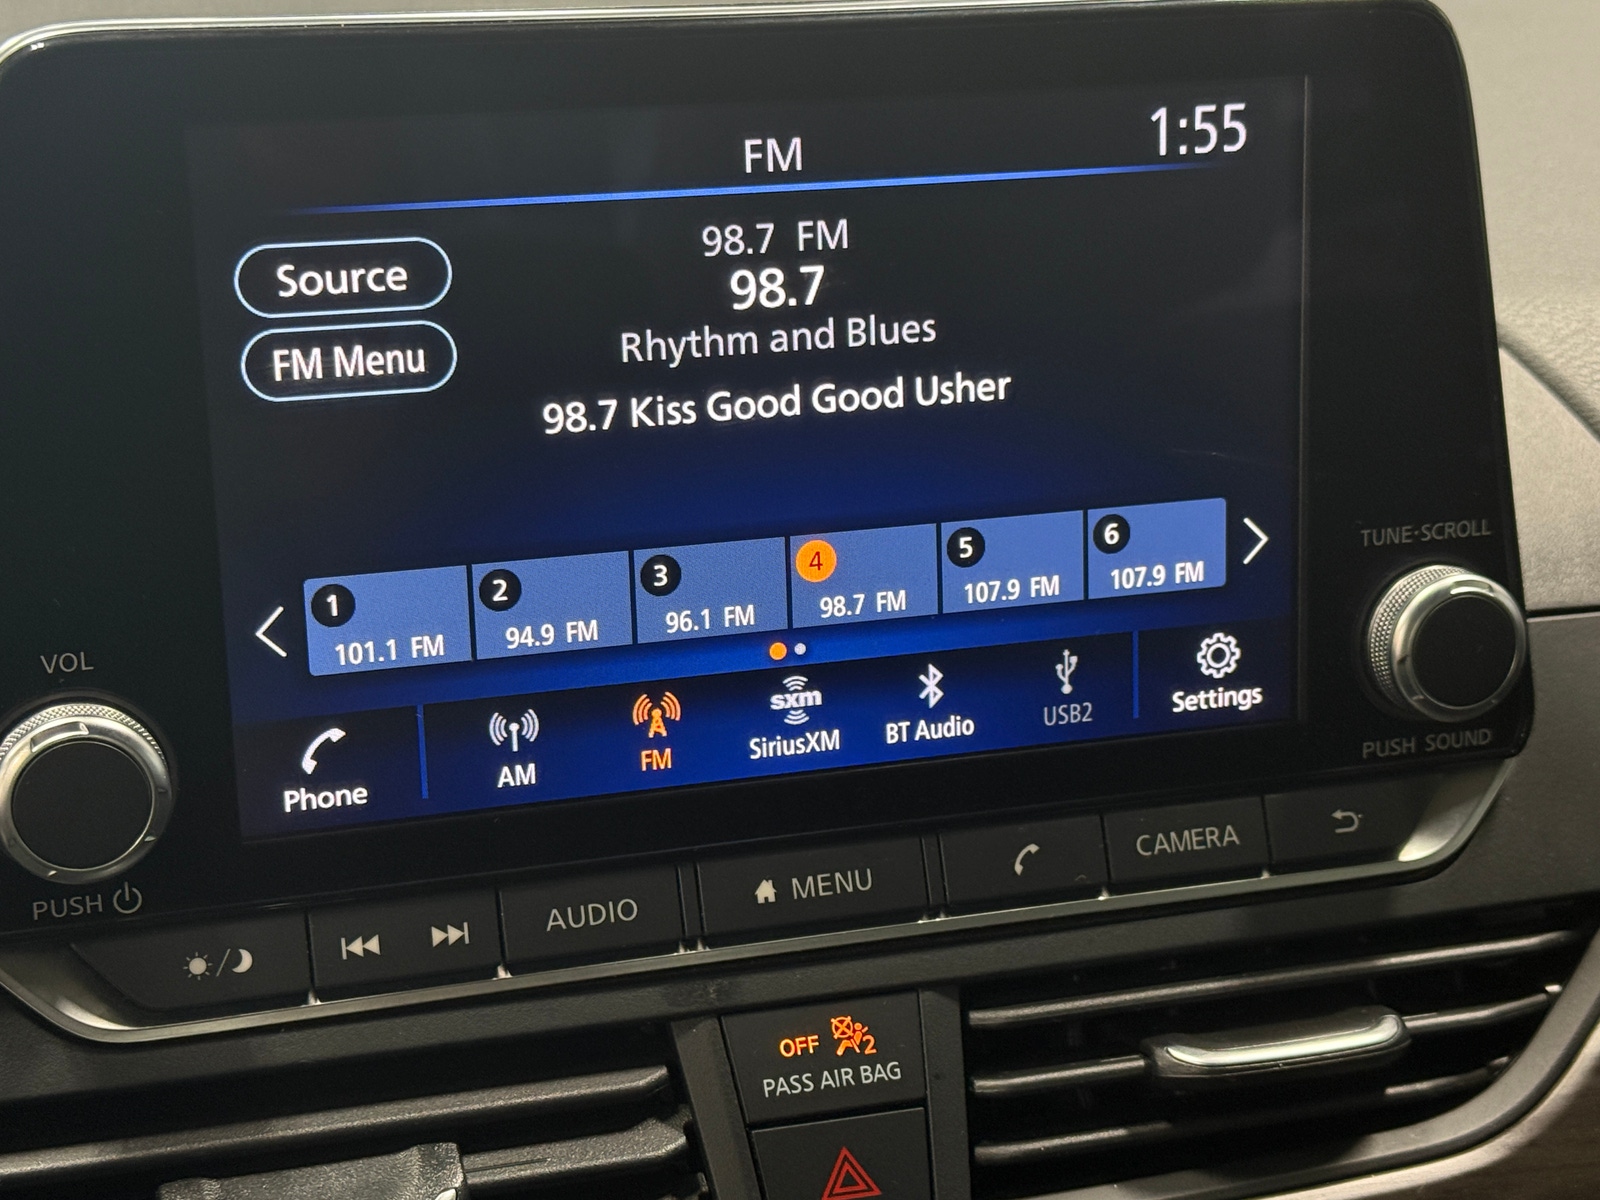 FM
1:55
98.7 FM
98.7
Rhythm and Blues
98.7 Kiss Good Good Usher
Source
FM Menu
1
101.1 FM
2
94.9 FM
3
96.1 FM
4
98.7 FM
5
107.9 FM
6
107.9 FM
Phone
AM
FM
sxm
SiriusXM
BT Audio
USB2
Settings
VOL
PUSH
TUNE·SCROLL
PUSH SOUND
AUDIO
MENU
CAMERA
OFF 2
PASS AIR BAG